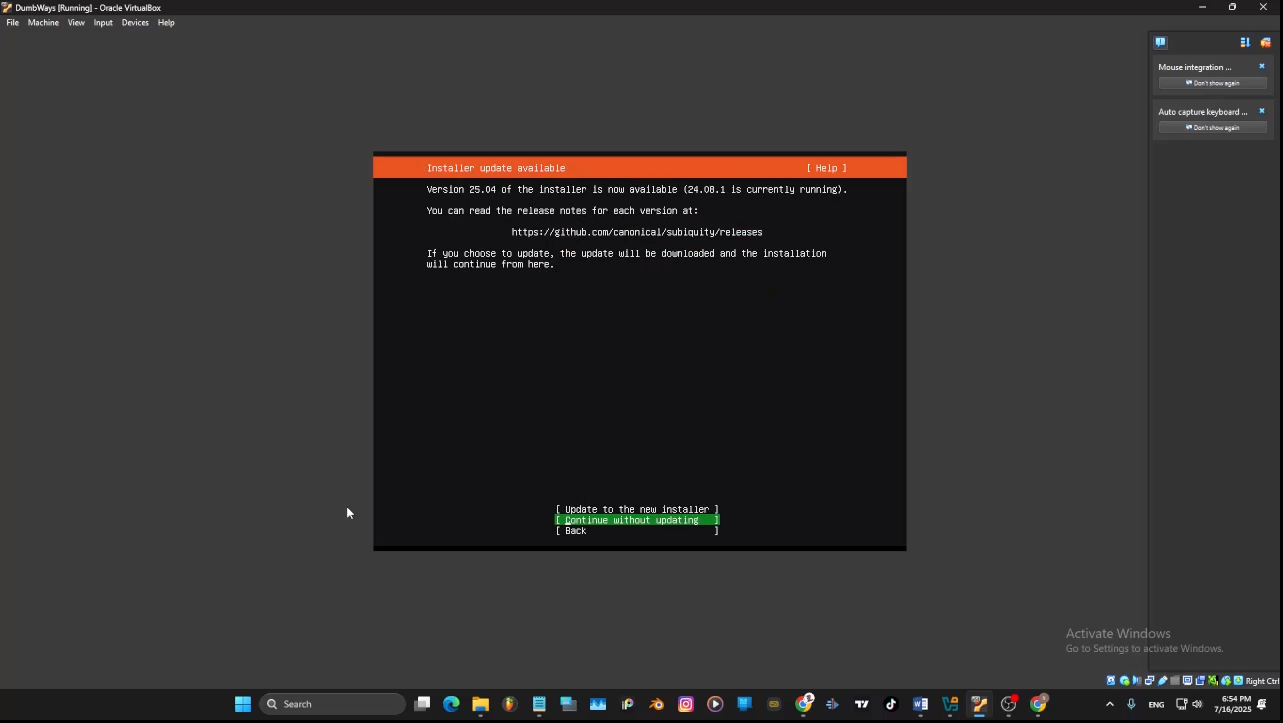 DumbWays [Running] - Oracle VirtualBox
File Machine View Input Devices Help
Mouse integration ...
Don't show again
Auto capture keyboard ...
Don't show again
Installer update available [ Help ]
Version 25.04 of the installer is now available (24.08.1 is currently running).
You can read the release notes for each version at:
https://github.com/canonical/subiquity/releases
If you choose to update, the update will be downloaded and the installation
will continue from here.
[ Update to the new installer ]
[ Continue without updating ]
[ Back ]
Activate Windows
Go to Settings to activate Windows.
Right Ctrl
Search
ENG
6:54 PM
7/16/2025